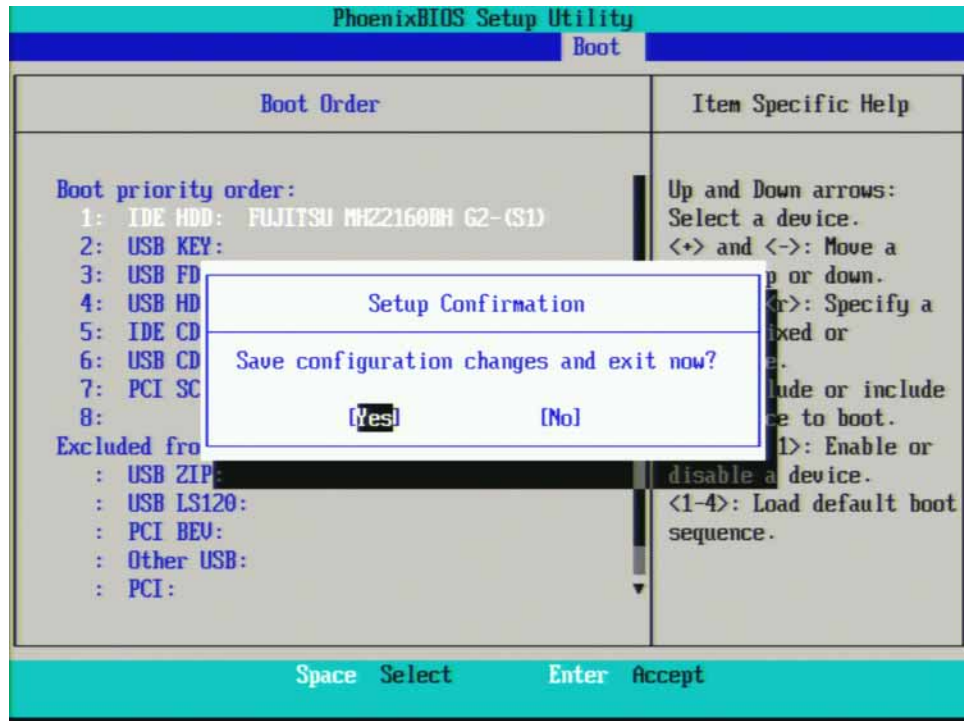 PhoenixBIOS Setup Utility
Boot
Boot Order
Boot priority order:
1: IDE HDD: FUJITSU MHZ2160BH G2-(S1)
2: USB KEY:
3: USB FD
4: USB HD
5: IDE CD
6: USB CD
7: PCI SC
8:
Excluded fro
: USB ZIP:
: USB LS120:
: PCI BEV:
: Other USB:
: PCI:
Setup Confirmation
Save configuration changes and exit now?
[Yes] [No]
Item Specific Help
Up and Down arrows:
Select a device.
<+> and <->: Move a
p or down.
r>: Specify a
ixed or
e.
lude or include
e to boot.
1>: Enable or
disable a device.
<1-4>: Load default boot
sequence.
Space Select Enter Accept